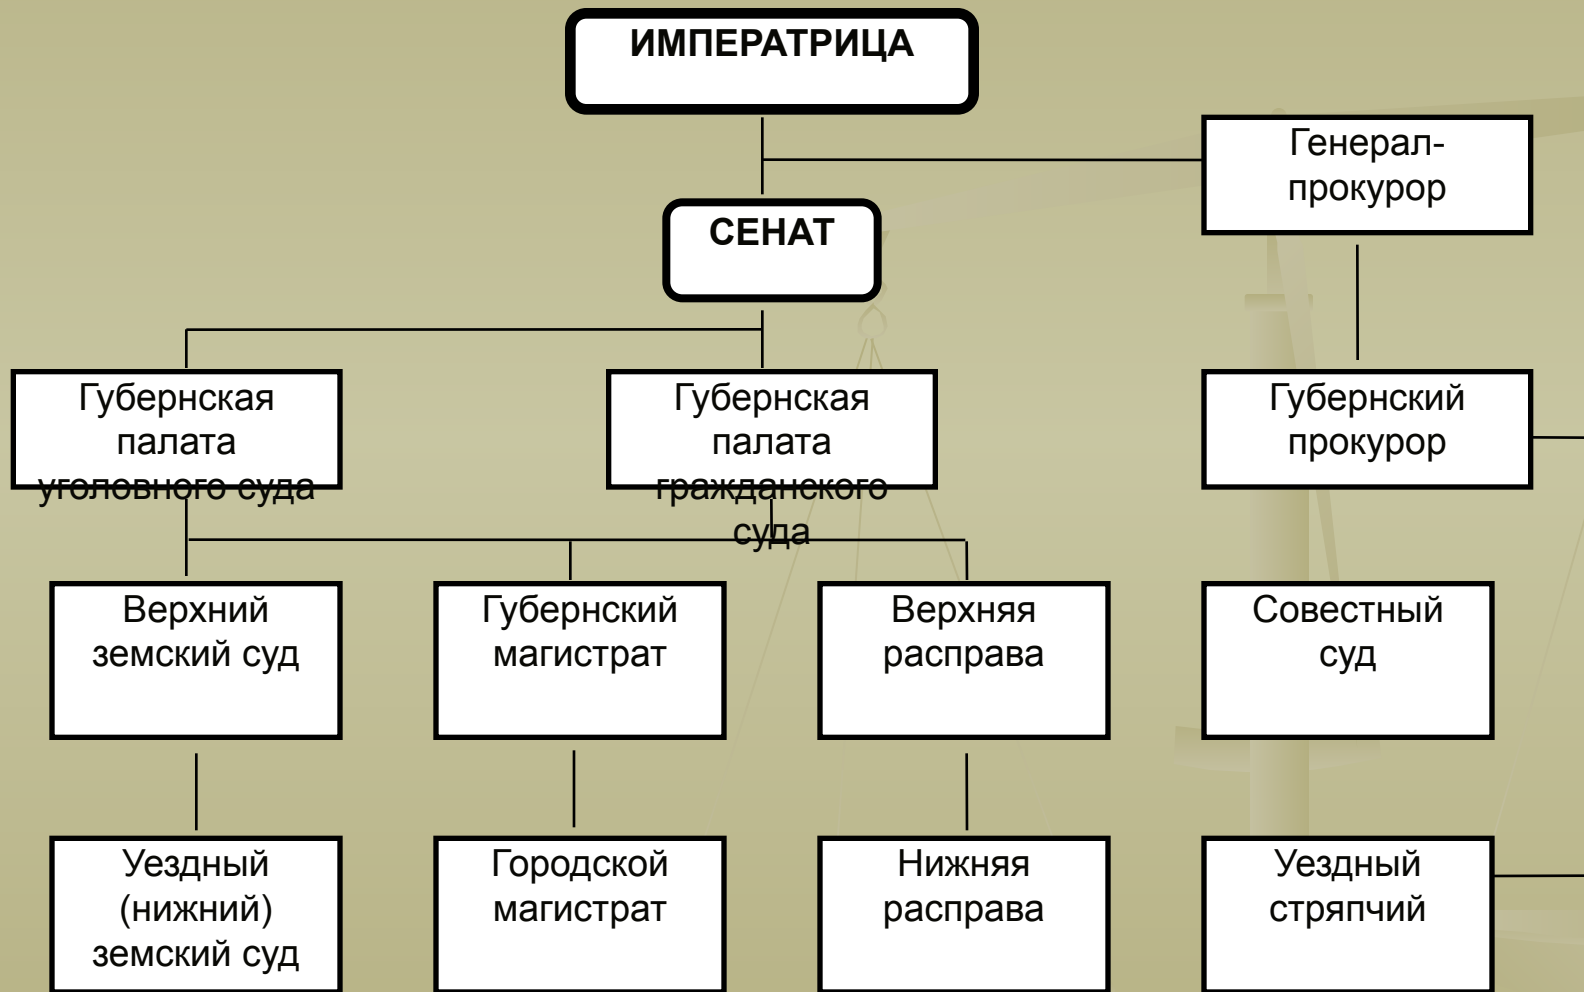 ИМПЕРАТРИЦА
Генерал-
прокурор
СЕНАТ
Губернская
палата
уголовного суда
Губернская
палата
гражданского
суда
Губернский
прокурор
Верхний
земский суд
Губернский
магистрат
Верхняя
расправа
Совестный
суд
Уездный
(нижний)
земский суд
Городской
магистрат
Нижняя
расправа
Уездный
стряпчий